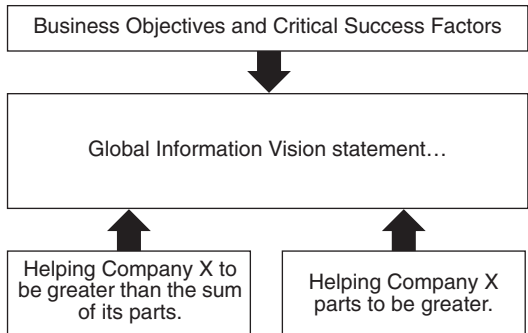 Business Objectives and Critical Success Factors
Global Information Vision statement…
Helping Company X to
be greater than the sum
of its parts.
Helping Company X
parts to be greater.